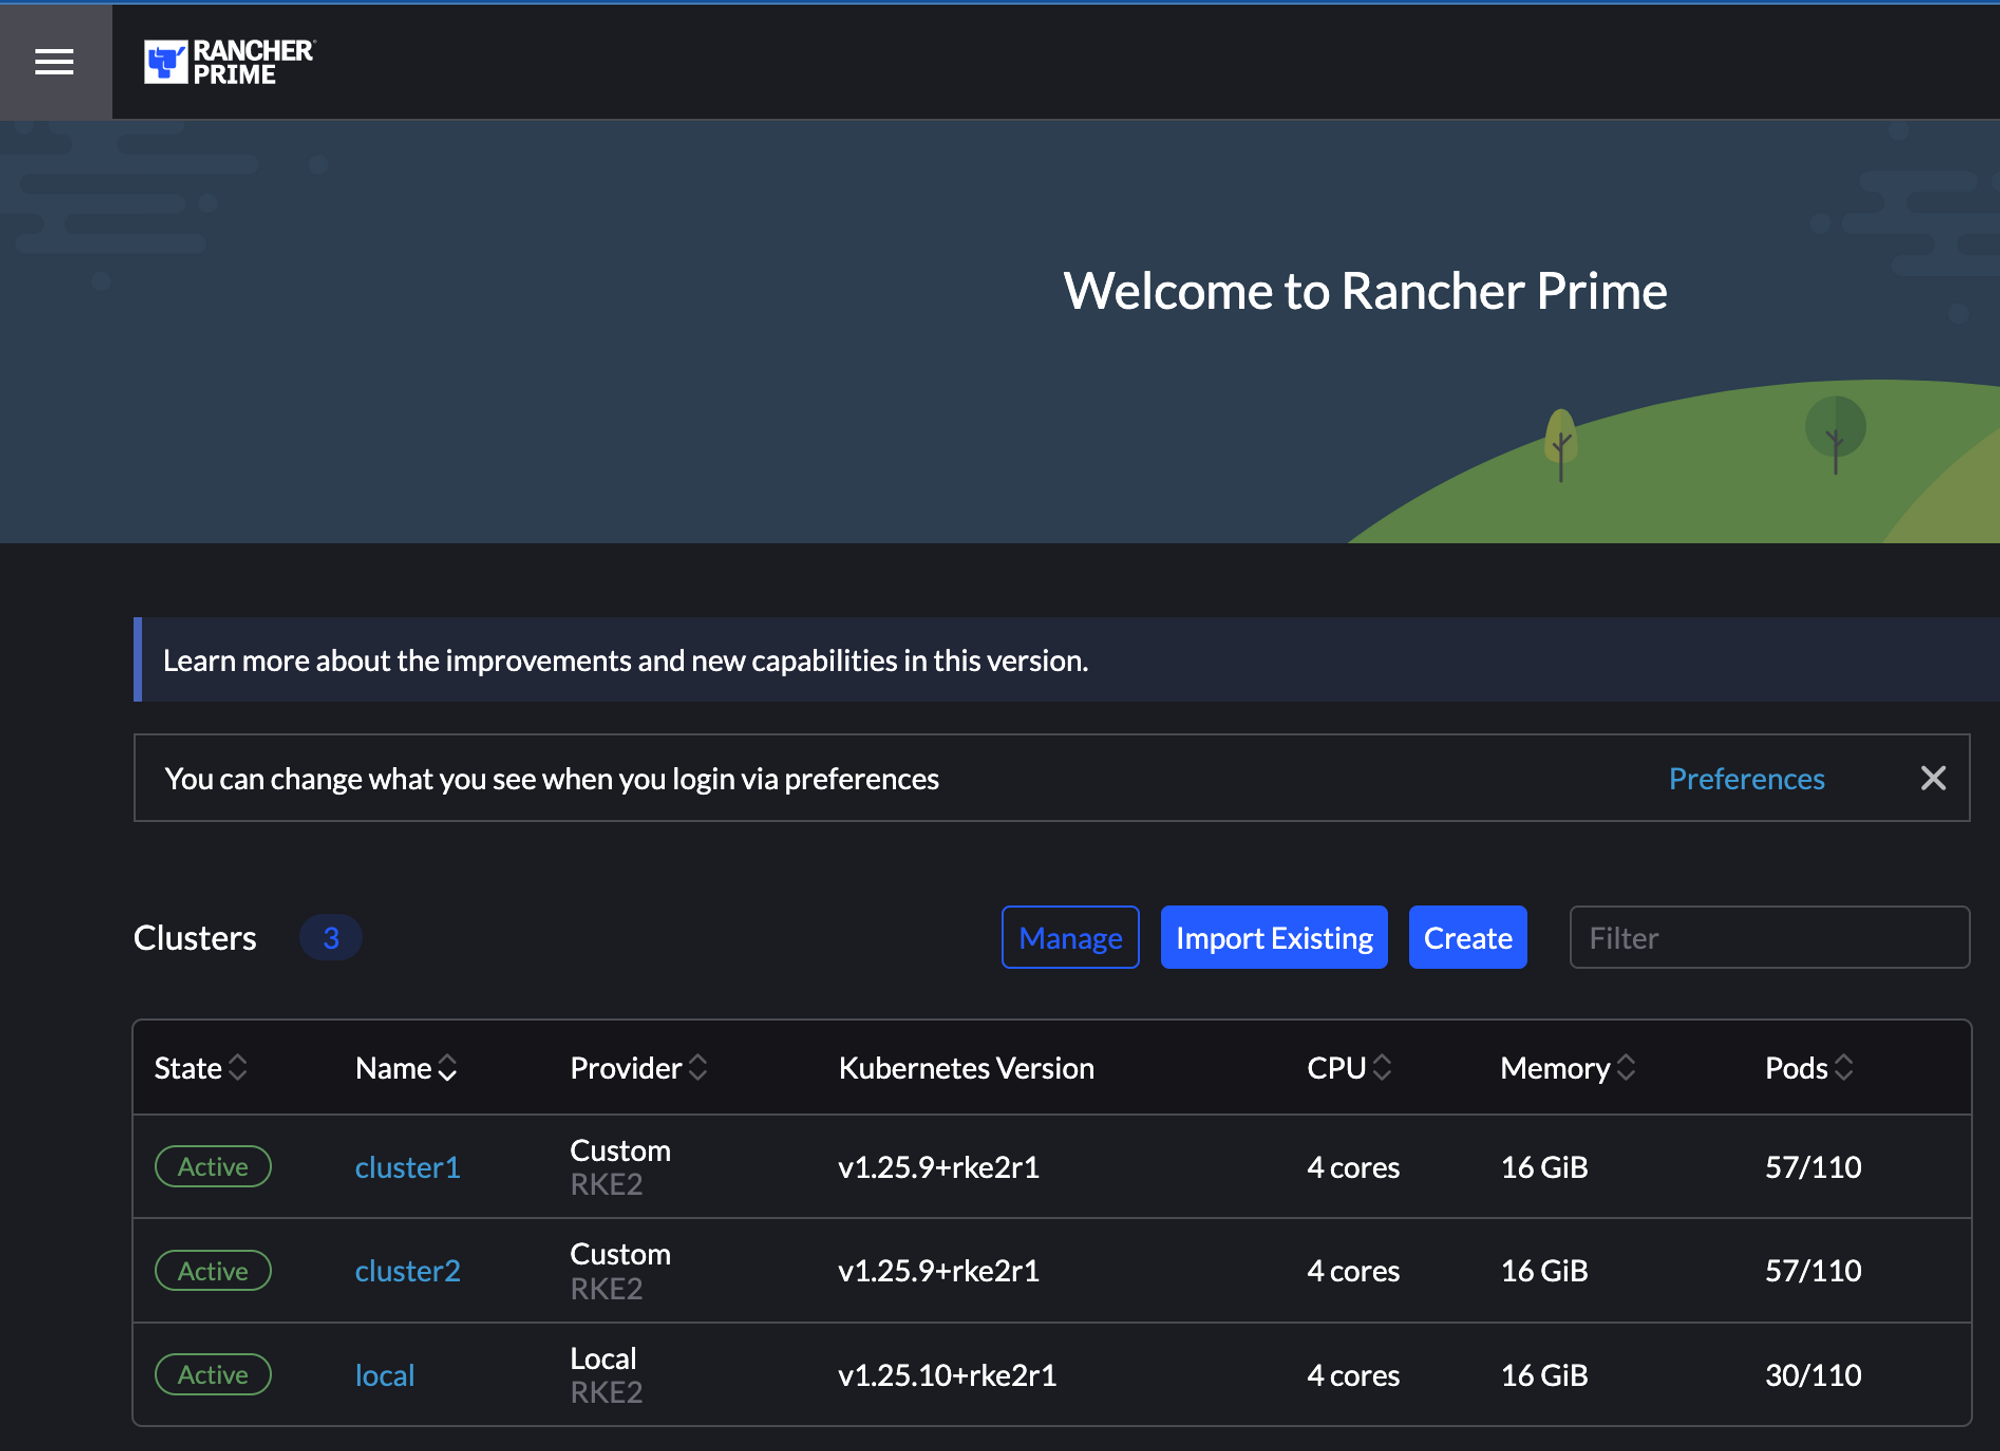 RANCHER®
PRIME
Welcome to Rancher Prime
Learn more about the improvements and new capabilities in this version.
You can change what you see when you login via preferences Preferences
Clusters 3 Manage Import Existing Create Filter
State Name Provider Kubernetes Version CPU Memory Pods
Active cluster1 Custom v1.25.9+rke2r1 4 cores 16 GiB 57/110
RKE2
Active cluster2 Custom v1.25.9+rke2r1 4 cores 16 GiB 57/110
RKE2
Active local Local v1.25.10+rke2r1 4 cores 16 GiB 30/110
RKE2